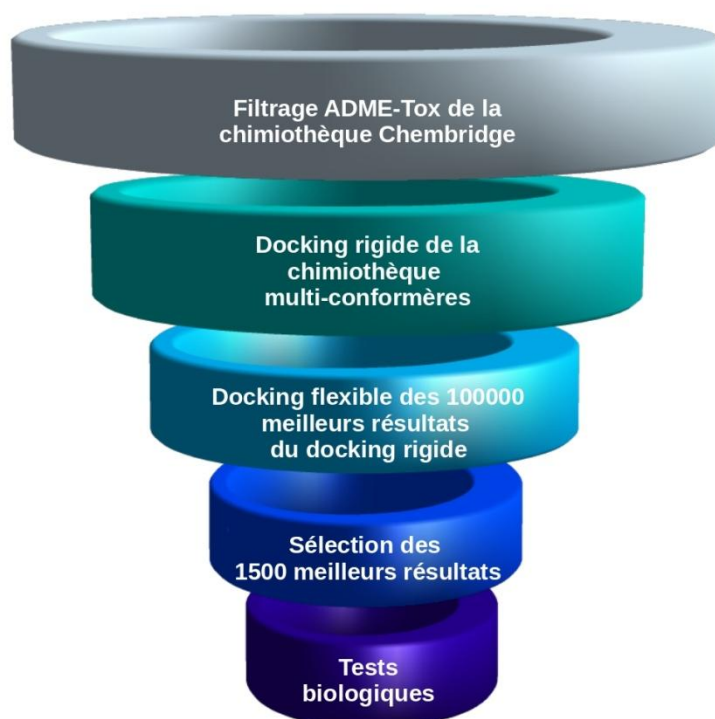 Filtrage ADME-Tox de la
chimiothèque Chembridge
Docking rigide de la
chimiothèque
multi-conformères
Docking flexible des 100000
meilleurs résultats
du docking rigide
Sélection des
1500 meilleurs résultats
Tests
biologiques